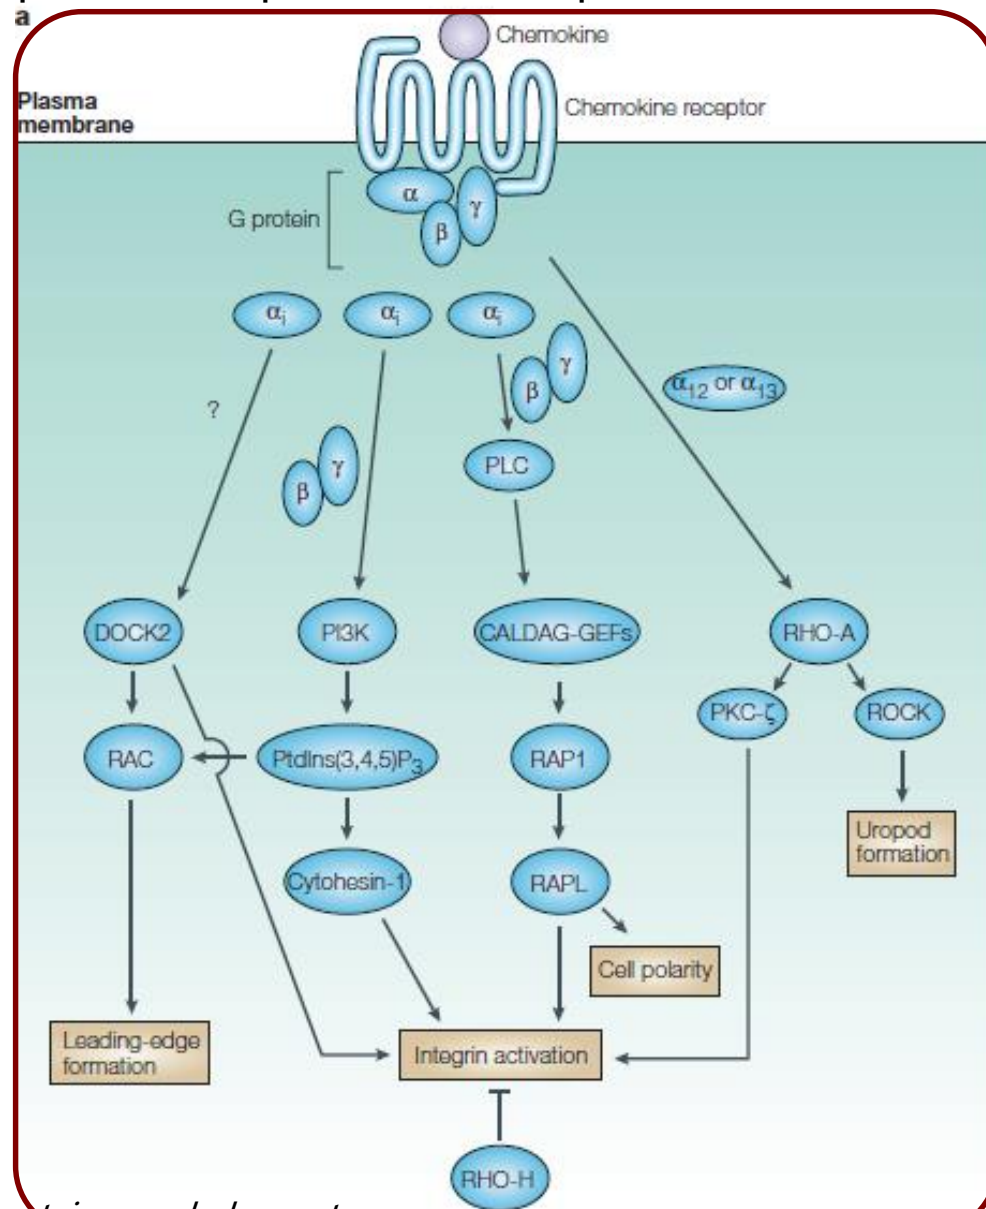 a
Chemokine
Plasma
membrane
Chemokine receptor
G protein
α
β
γ
αi
αi
αi
β
γ
α12 or α13
?
β
γ
PLC
DOCK2
PI3K
CALDAG-GEFs
RHO-A
PKC-ζ
ROCK
RAC
PtdIns(3,4,5)P3
RAP1
Uropod
formation
Cytohesin-1
RAPL
Cell polarity
Leading-edge
formation
Integrin activation
RHO-H